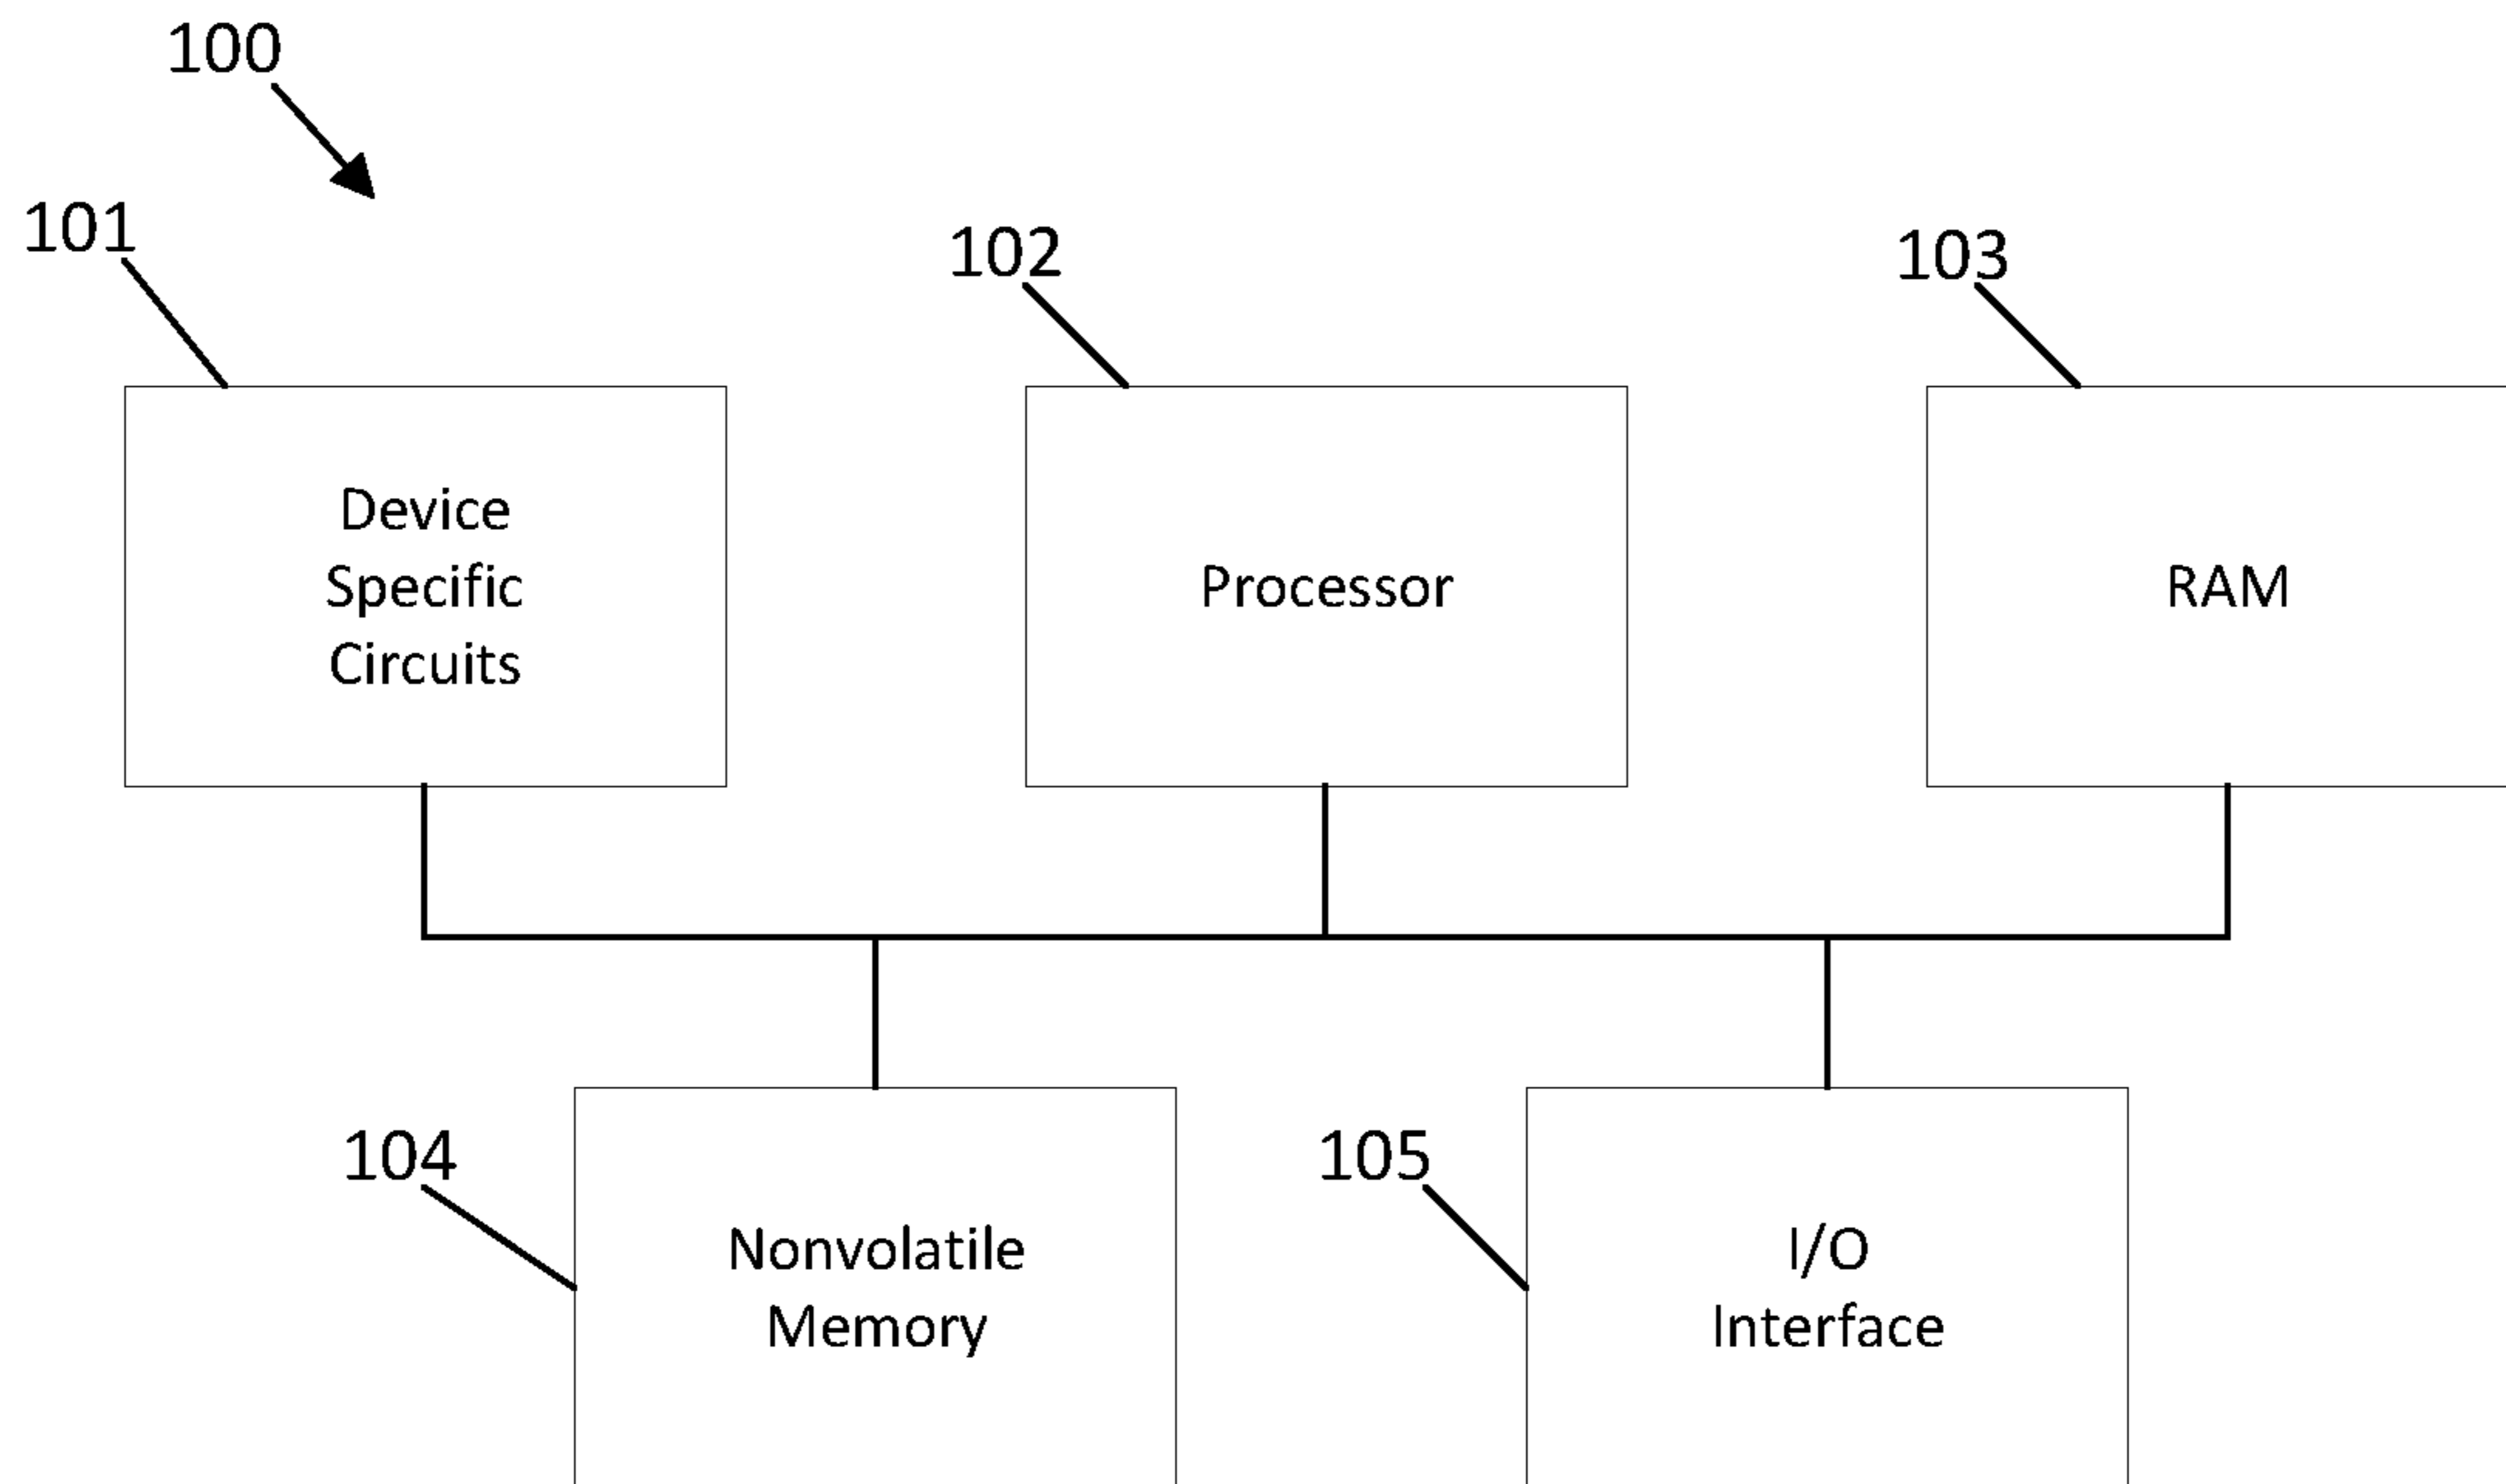 100
101
102
103
Device
Specific
Circuits
Processor
RAM
104
Nonvolatile
Memory
105
I/O
Interface